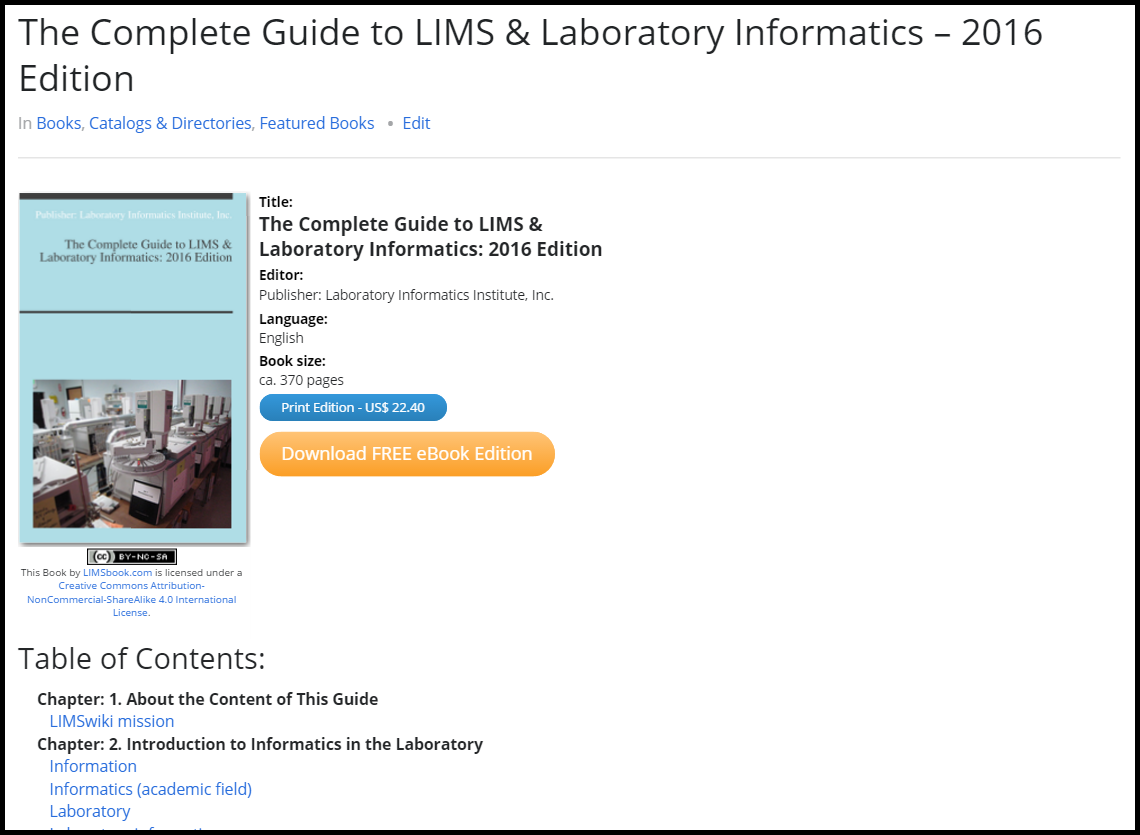 The Complete Guide to LIMS & Laboratory Informatics – 2016
Edition
In Books, Catalogs & Directories, Featured Books • Edit
Publisher: Laboratory Informatics Institute, Inc.
The Complete Guide to LIMS &
Laboratory Informatics: 2016 Edition
Title:
The Complete Guide to LIMS &
Laboratory Informatics: 2016 Edition
Editor:
Publisher: Laboratory Informatics Institute, Inc.
Language:
English
Book size:
ca. 370 pages
Print Edition - US$ 22.40
Download FREE eBook Edition
(cc) BY-NC-SA
This Book by LIMSbook.com is licensed under a
Creative Commons Attribution-
NonCommercial-ShareAlike 4.0 International
License.
Table of Contents:
Chapter: 1. About the Content of This Guide
LIMSwiki mission
Chapter: 2. Introduction to Informatics in the Laboratory
Information
Informatics (academic field)
Laboratory